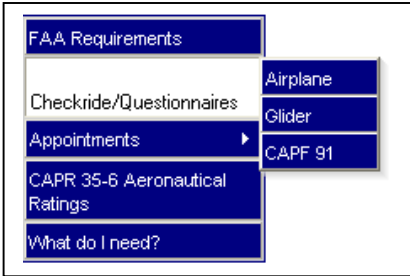 FAA Requirements
Checkride/Questionnaires
Appointments
CAPR 35-6 Aeronautical
Ratings
What do I need?
Airplane
Glider
CAPF 91